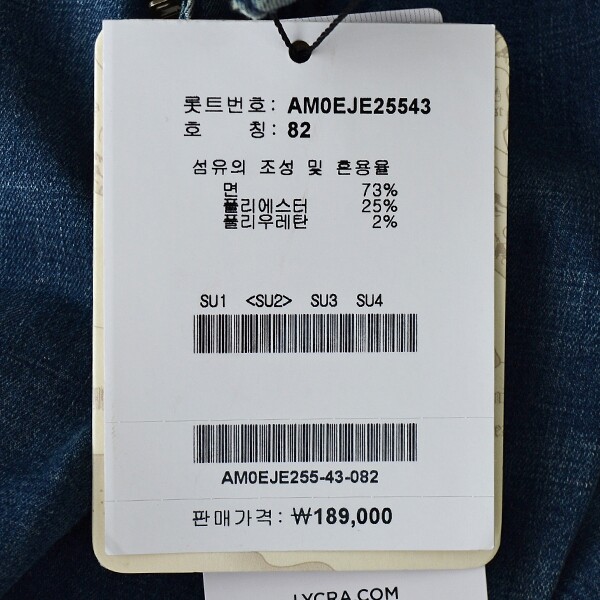 롯트번호: AM0EJE25543
호 칭: 82
섬유의 조성 및 혼용율
면 73%
폴리에스터 25%
폴리우레탄 2%
SU1 <SU2> SU3 SU4
AM0EJE255-43-082
판매가격: ₩189,000
LYCRA.COM